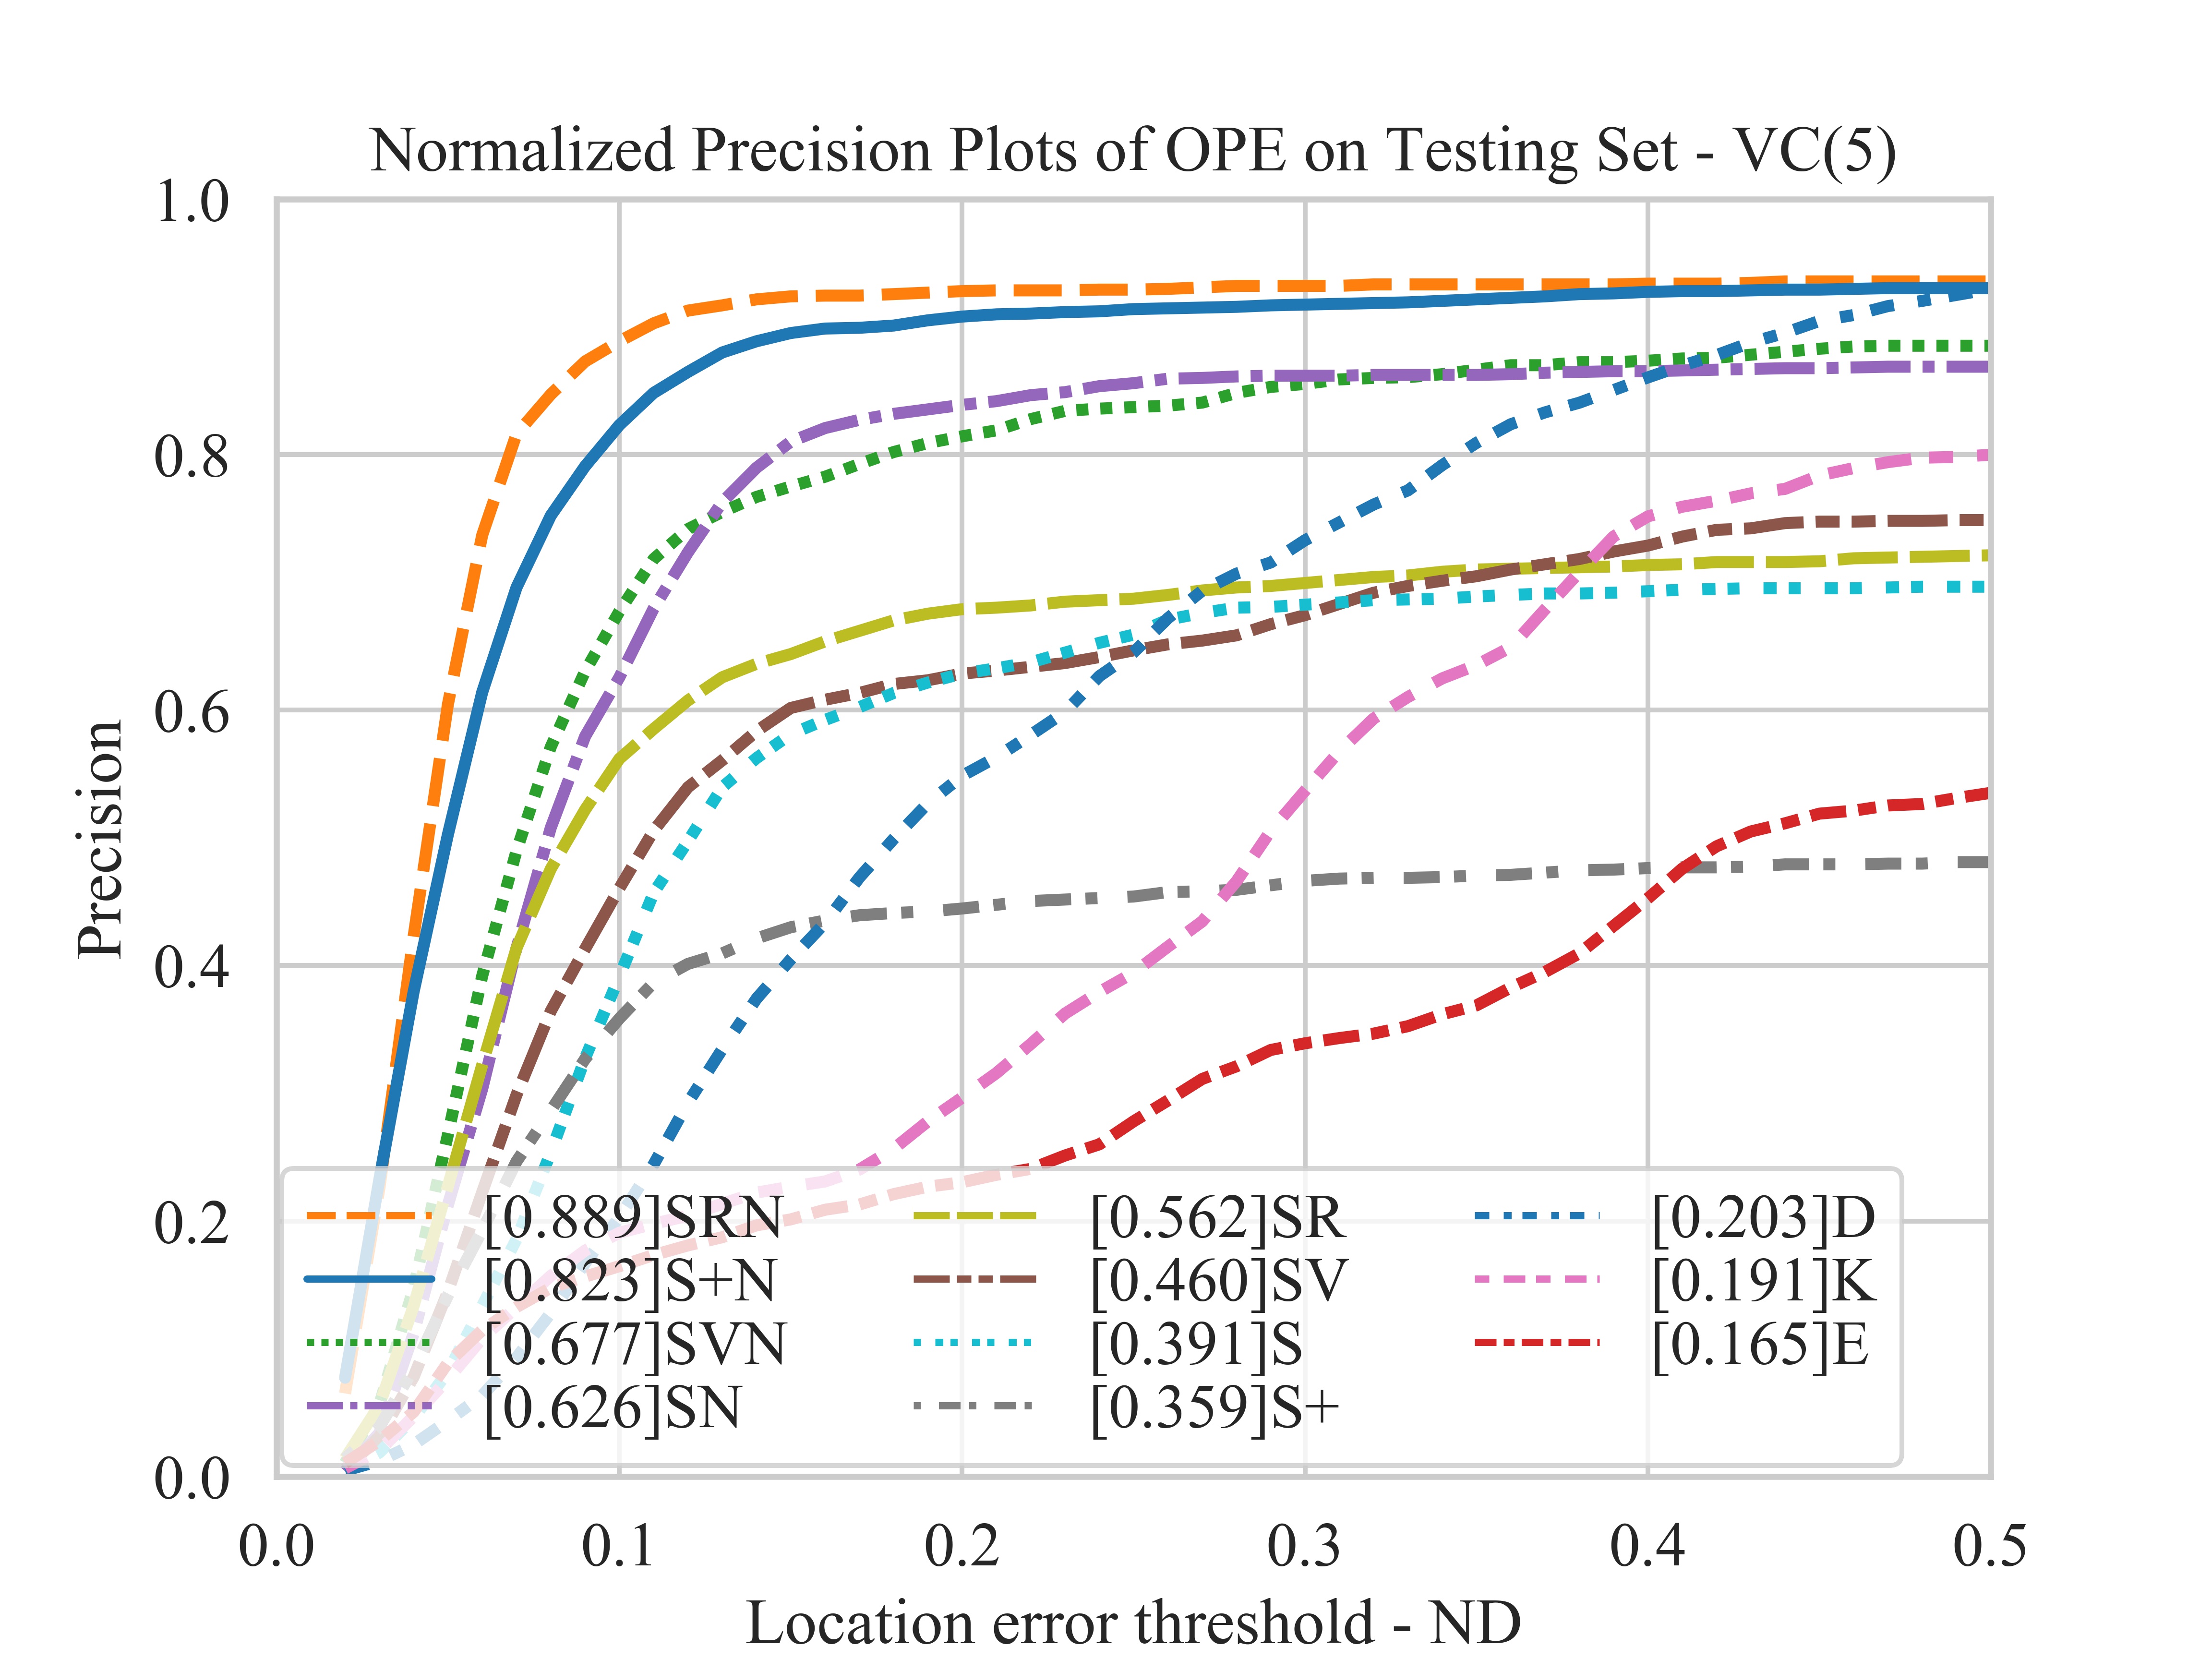 Normalized Precision Plots of OPE on Testing Set - VC(5)
1.0
0.8
0.6
0.4
0.2
0.0
Precision
[0.889]SRN
[0.823]S+N
[0.677]SVN
[0.626]SN
[0.562]SR
[0.460]SV
[0.391]S
[0.359]S+
[0.203]D
[0.191]K
[0.165]E
0.0 0.1 0.2 0.3 0.4 0.5
Location error threshold - ND